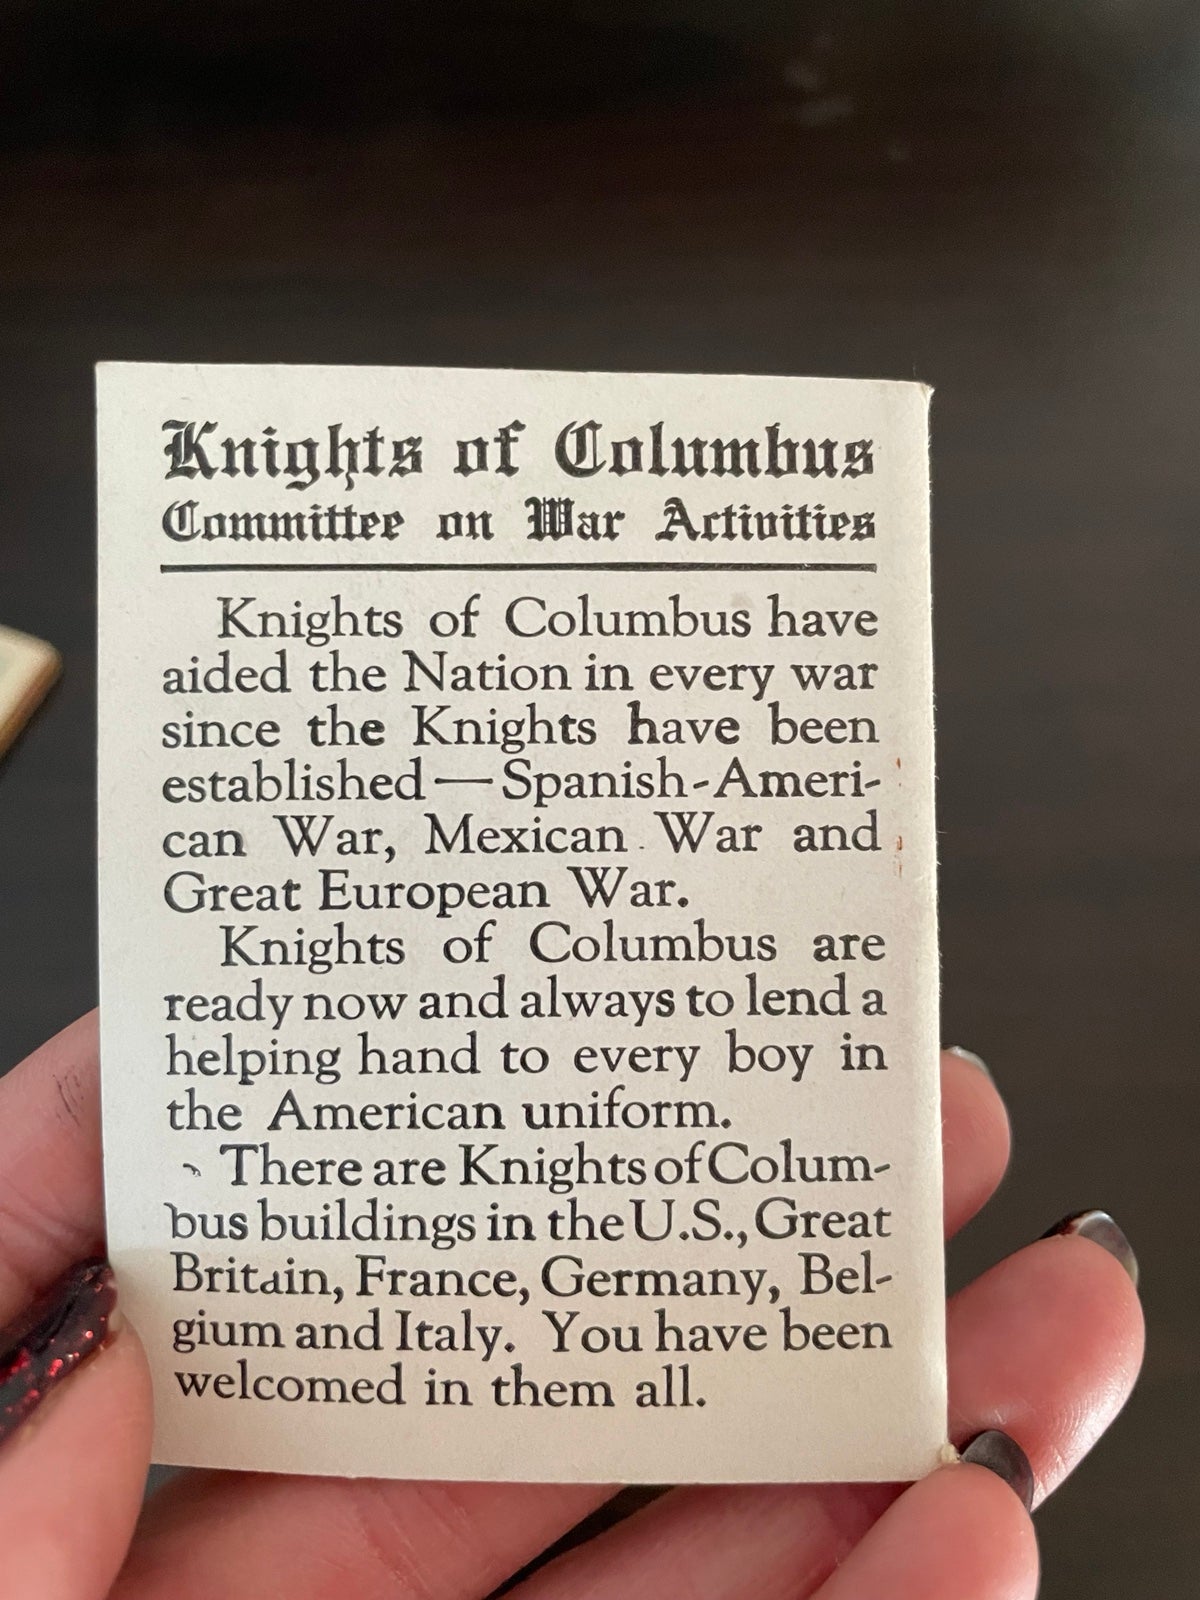 Knights of Columbus
Committee on War Activities
Knights of Columbus have
aided the Nation in every war
since the Knights have been
established — Spanish-Ameri-
can War, Mexican War and
Great European War.
Knights of Columbus are
ready now and always to lend a
helping hand to every boy in
the American uniform.
There are Knights of Colum-
bus buildings in the U.S., Great
Britain, France, Germany, Bel-
gium and Italy. You have been
welcomed in them all.